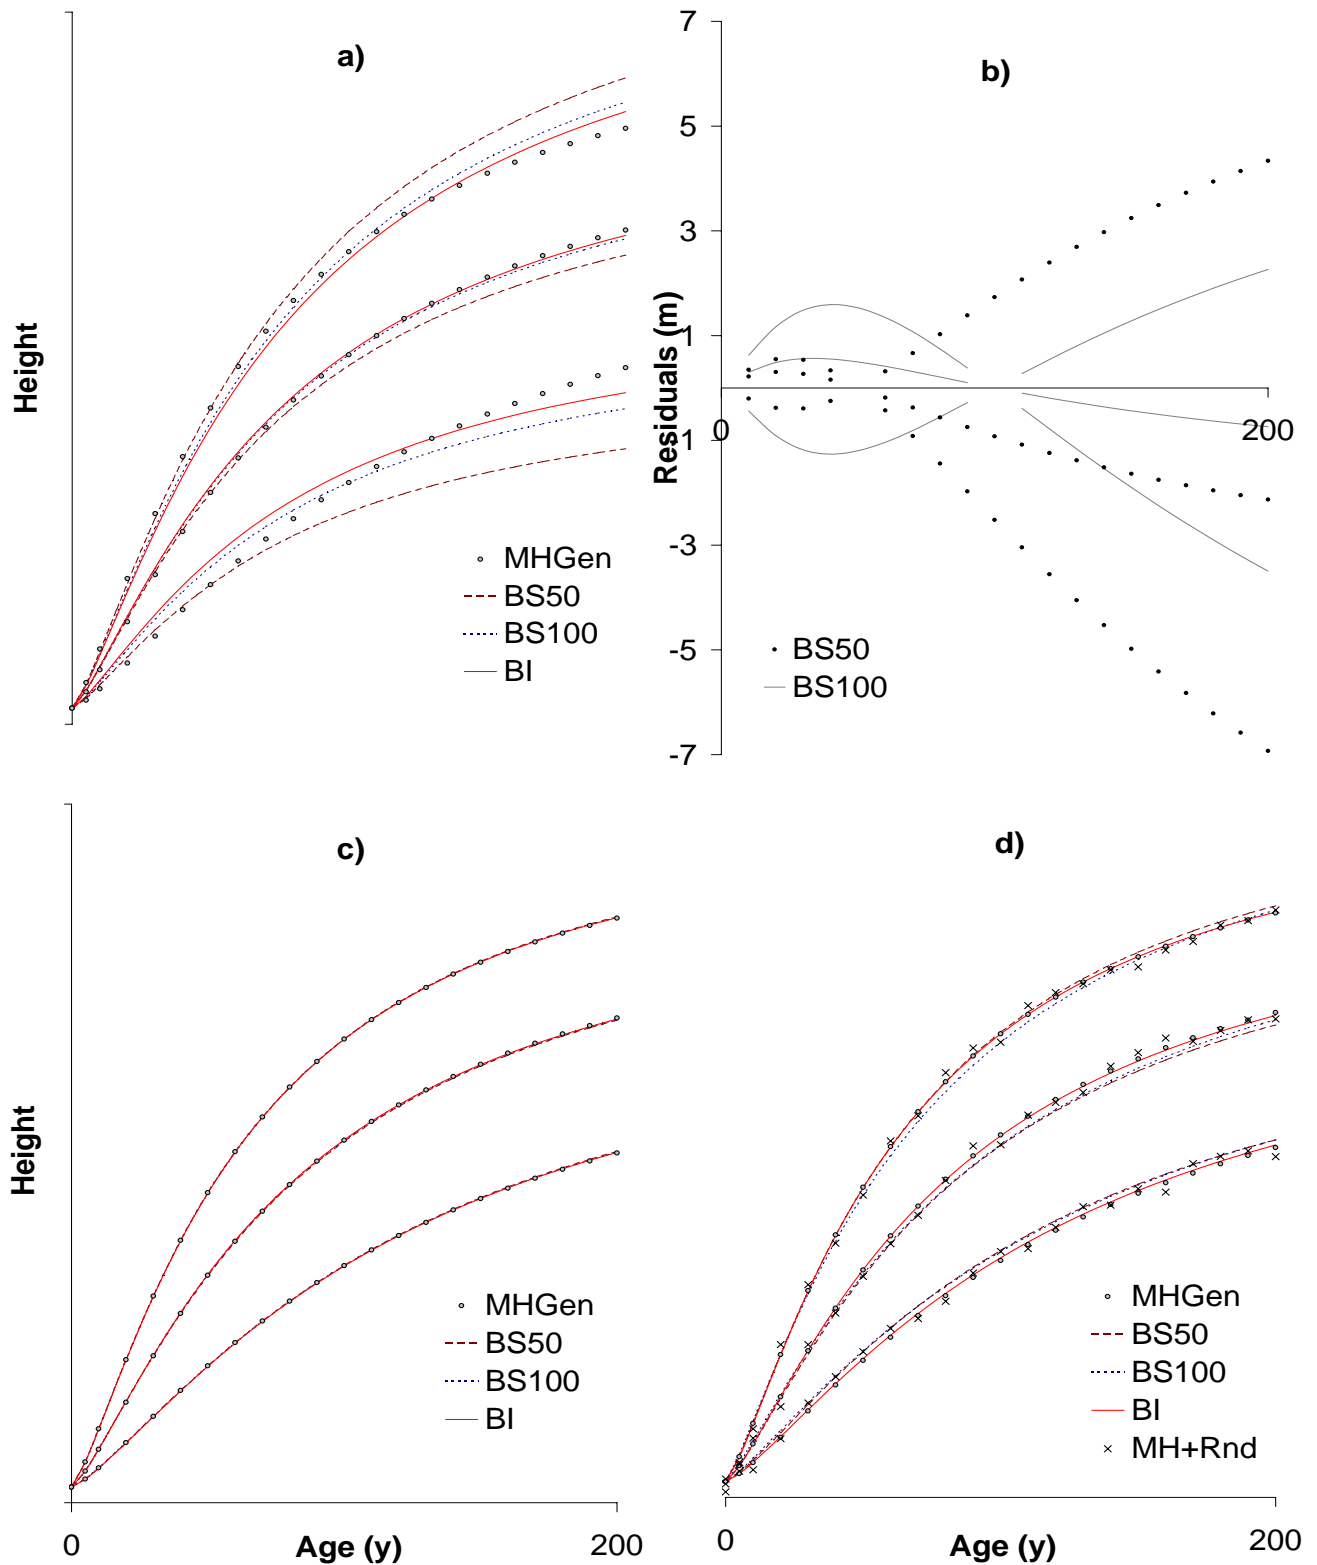 a)
Height
MHGen
BS50
BS100
BI
b)
7
5
3
1
-1
-3
-5
-7
0
200
Residuals (m)
BS50
BS100
c)
Height
MHGen
BS50
BS100
BI
0
Age (y)
200
d)
MHGen
BS50
BS100
BI
MH+Rnd
0
Age (y)
200